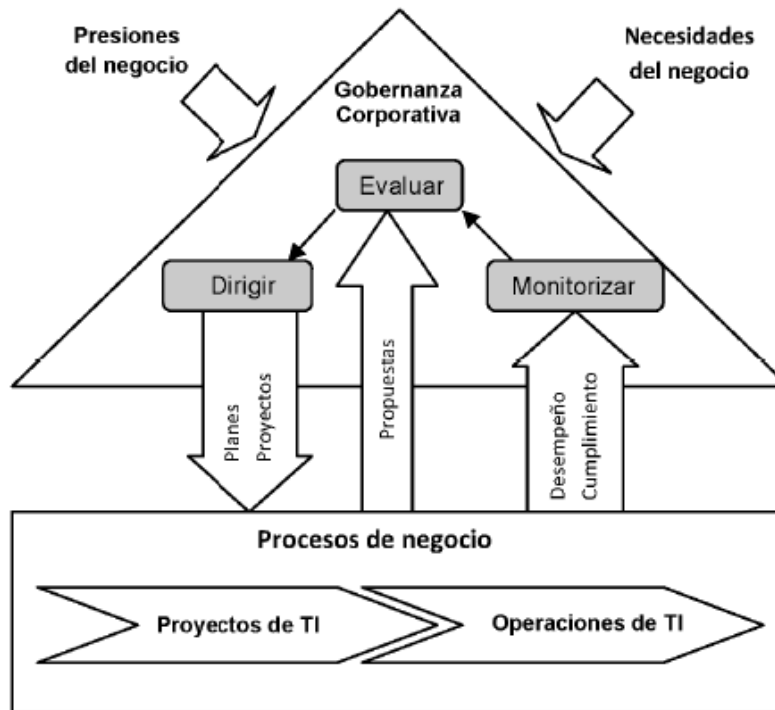 Presiones
del negocio
Necesidades
del negocio
Gobernanza
Corporativa
Evaluar
Dirigir
Monitorizar
Planes
Proyectos
Propuestas
Desempeño
Cumplimiento
Procesos de negocio
Proyectos de TI
Operaciones de TI